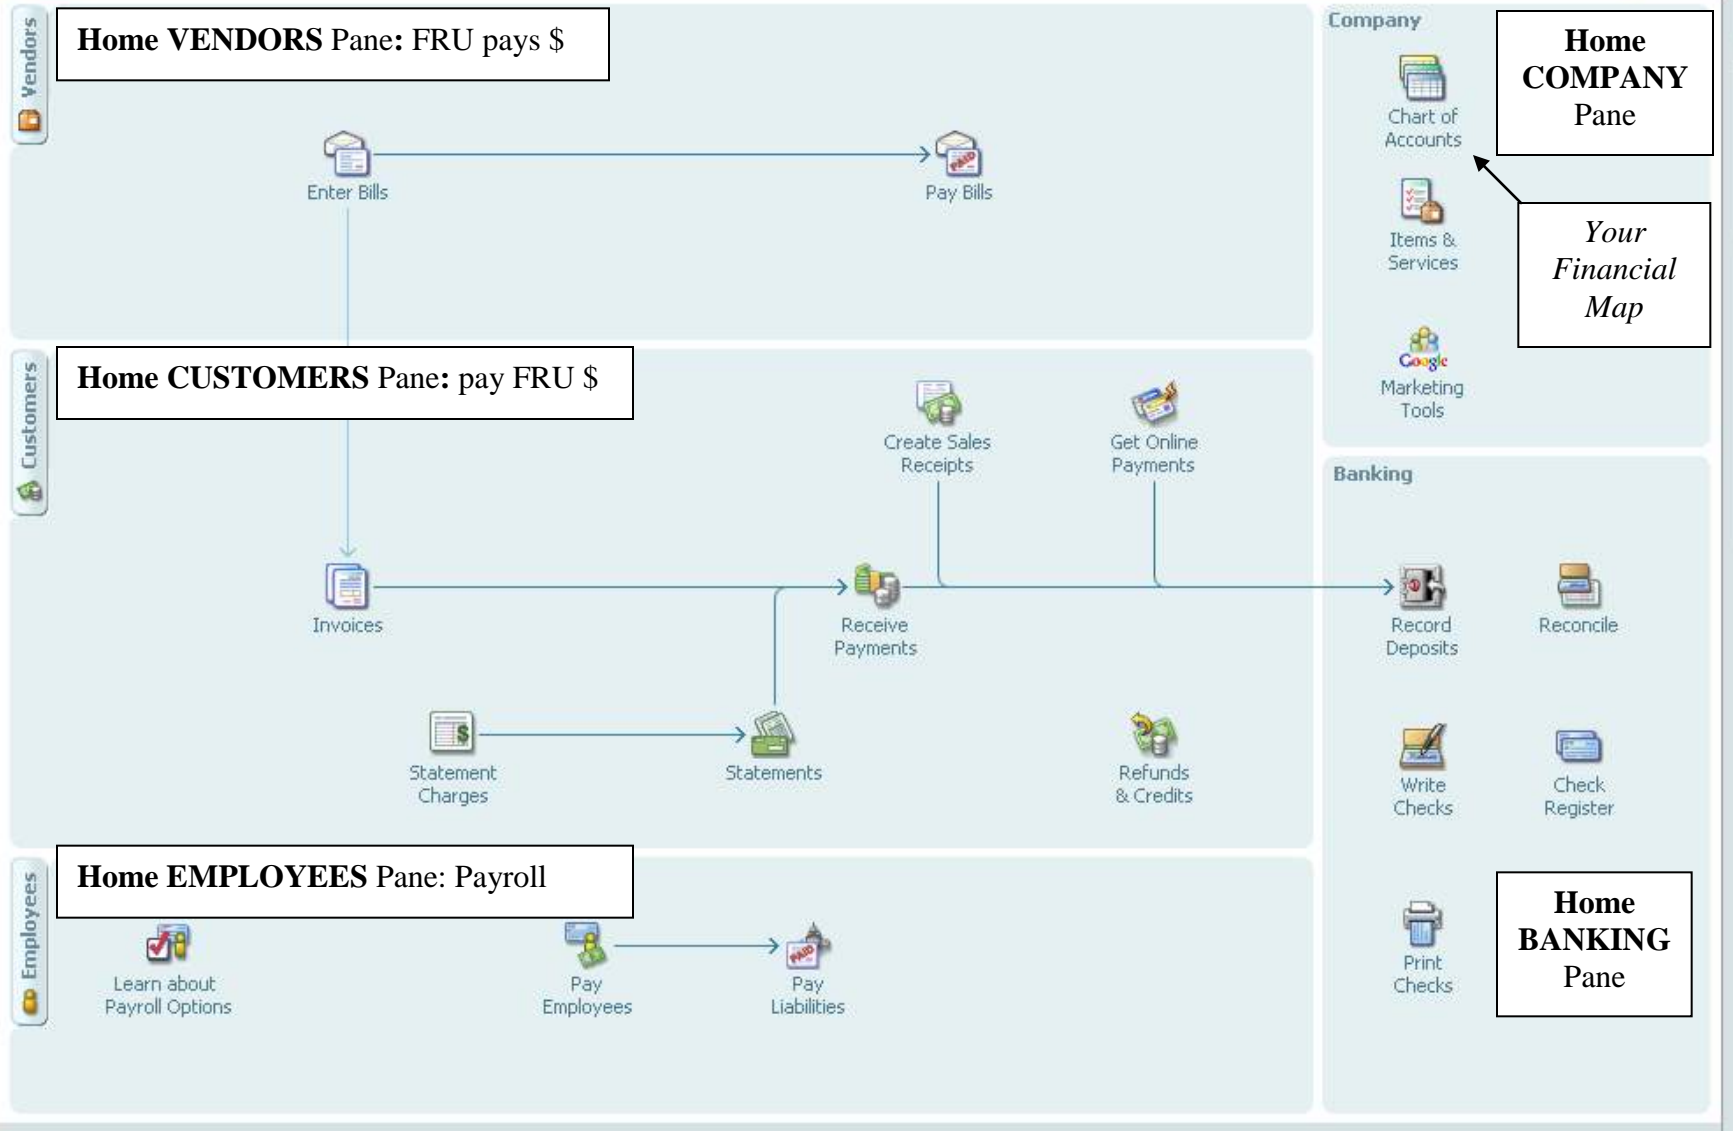 Vendors
Home VENDORS Pane: FRU pays $
Enter Bills
PAID
Pay Bills
Customers
Home CUSTOMERS Pane: pay FRU $
Create Sales
Receipts
Get Online
Payments
Invoices
Receive
Payments
$
Statement
Charges
Statements
Refunds
& Credits
Employees
Home EMPLOYEES Pane: Payroll
Learn about
Payroll Options
Pay
Employees
PAID
Pay
Liabilities
Company
Home
COMPANY
Pane
Chart of
Accounts
Your
Financial
Map
Items &
Services
Google
Marketing
Tools
Banking
Record
Deposits
Reconcile
Write
Checks
Check
Register
Print
Checks
Home
BANKING
Pane